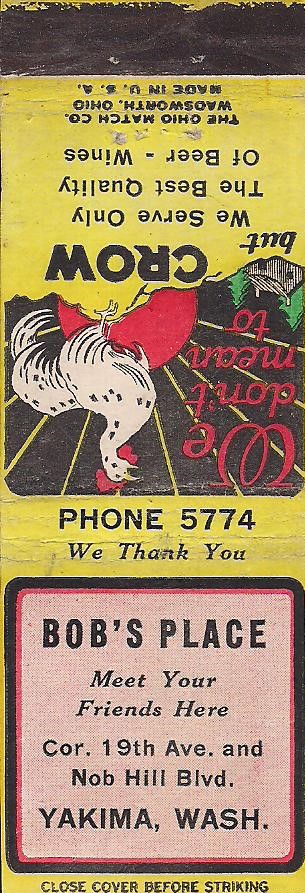 We
don't
mean
to
but
CROW
We Serve Only
The Best Quality
Of Beer - Wines
THE OHIO MATCH CO.
WADSWORTH, OHIO
MADE IN U. S. A.
PHONE 5774
We Thank You
BOB'S PLACE
Meet Your
Friends Here
Cor. 19th Ave. and
Nob Hill Blvd.
YAKIMA, WASH.
CLOSE COVER BEFORE STRIKING